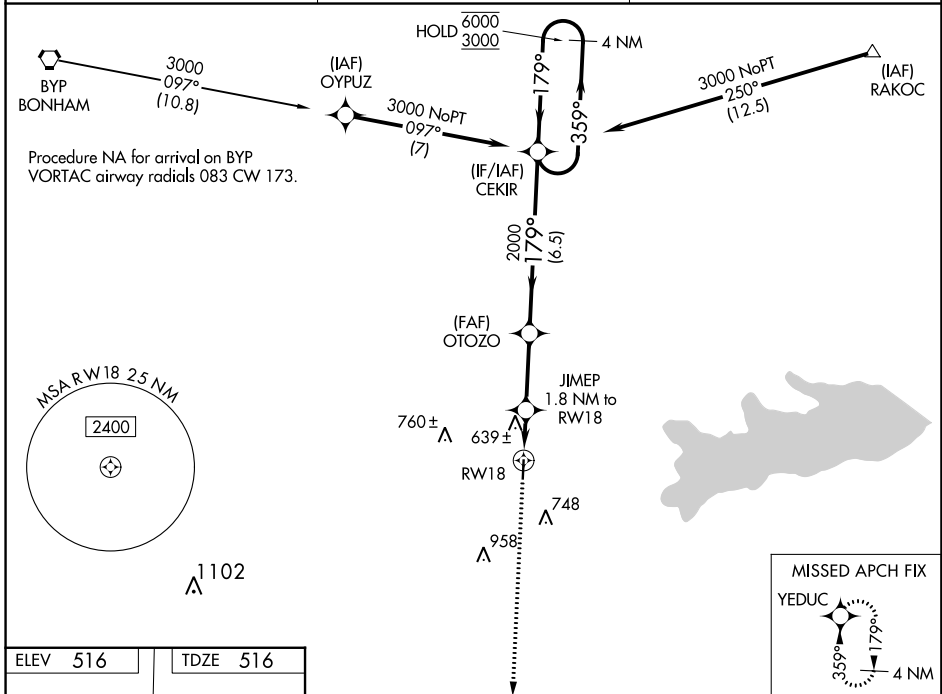 HOLD 6000
3000
4 NM
179°
359°
BYP
BONHAM
3000
097°
(10.8)
(IAF)
OYPUZ
3000 NoPT
097°
(7)
3000 NoPT
250°
(12.5)
(IAF)
RAKOC
Procedure NA for arrival on BYP
VORTAC airway radials 083 CW 173.
(IF/IAF)
CEKIR
2000
179°
(6.5)
(FAF)
OTOZO
JIMEP
1.8 NM to
RW18
760 ±
639 ±
RW18
MSA RW18 25 NM
2400
748
958
1102
MISSED APCH FIX
YEDUC
359°
179°
4 NM
ELEV 516
TDZE 516